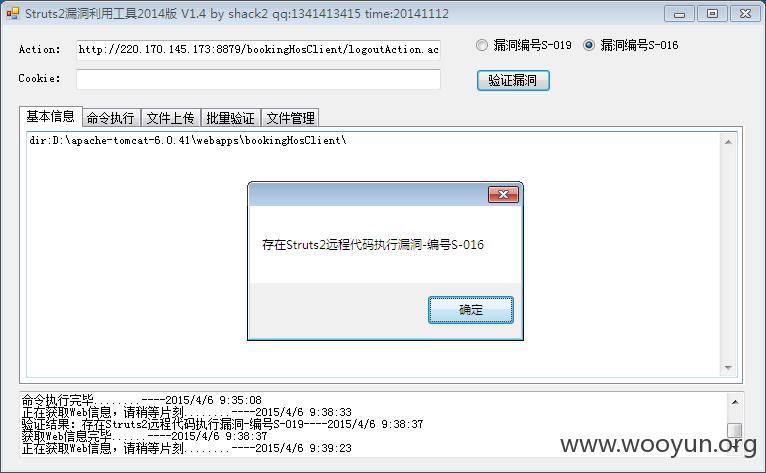 Struts2漏洞利用工具2014版 V1.4 by shack2 qq:1341413415 time:20141112
Action: http://220.170.145.173:8879/bookingHosClient/logoutAction.ac
漏洞编号S-019 漏洞编号S-016
Cookie:
验证漏洞
基本信息 命令执行 文件上传 批量验证 文件管理
dir:D:\apache-tomcat-6.0.41\webapps\bookingHosClient\
存在Struts2远程代码执行漏洞-编号S-016
确定
命令执行完毕........----2015/4/6 9:35:08
正在获取Web信息,请稍等片刻........----2015/4/6 9:38:33
验证结果: 存在Struts2远程代码执行漏洞-编号S-019----2015/4/6 9:38:37
获取Web信息完毕......----2015/4/6 9:38:37
正在获取Web信息,请稍等片刻........----2015/4/6 9:39:23
www.wooyun.org